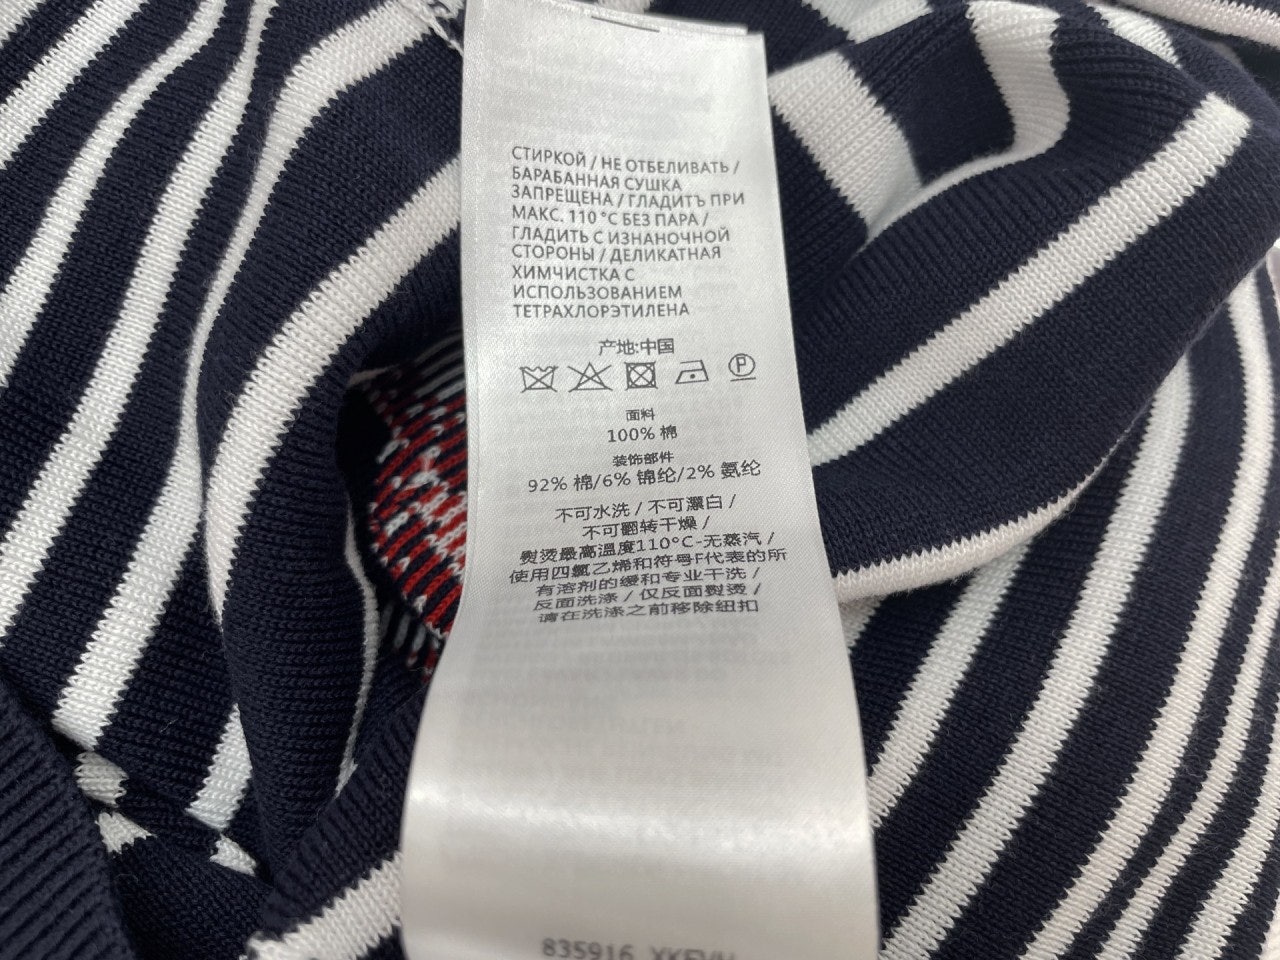 СТИРКОЙ / НЕ ОТБЕЛИВАТЬ /
БАРАБАННАЯ СУШКА
ЗАПРЕЩЕНА / ГЛАДИТЪ ПРИ
МАКС. 110 °C БЕЗ ПАРА /
ГЛАДИТЬ С ИЗНАНОЧНОЙ
СТОРОНЫ / ДЕЛИКАТНАЯ
ХИМЧИСТКА С
ИСПОЛЬЗОВАНИЕМ
ТЕТРАХЛОРЭТИЛЕНА
产地:中国
P
面料
100% 棉
装饰部件
92% 棉/6% 锦纶/2% 氨纶
不可水洗 / 不可漂白 /
不可翻转干燥 /
熨烫最高温度110°C-无蒸汽 /
使用四氯乙烯和符号F代表的所
有溶剂的缓和专业干洗 /
反面洗涤 / 仅反面熨烫 /
请在洗涤之前移除纽扣
835916